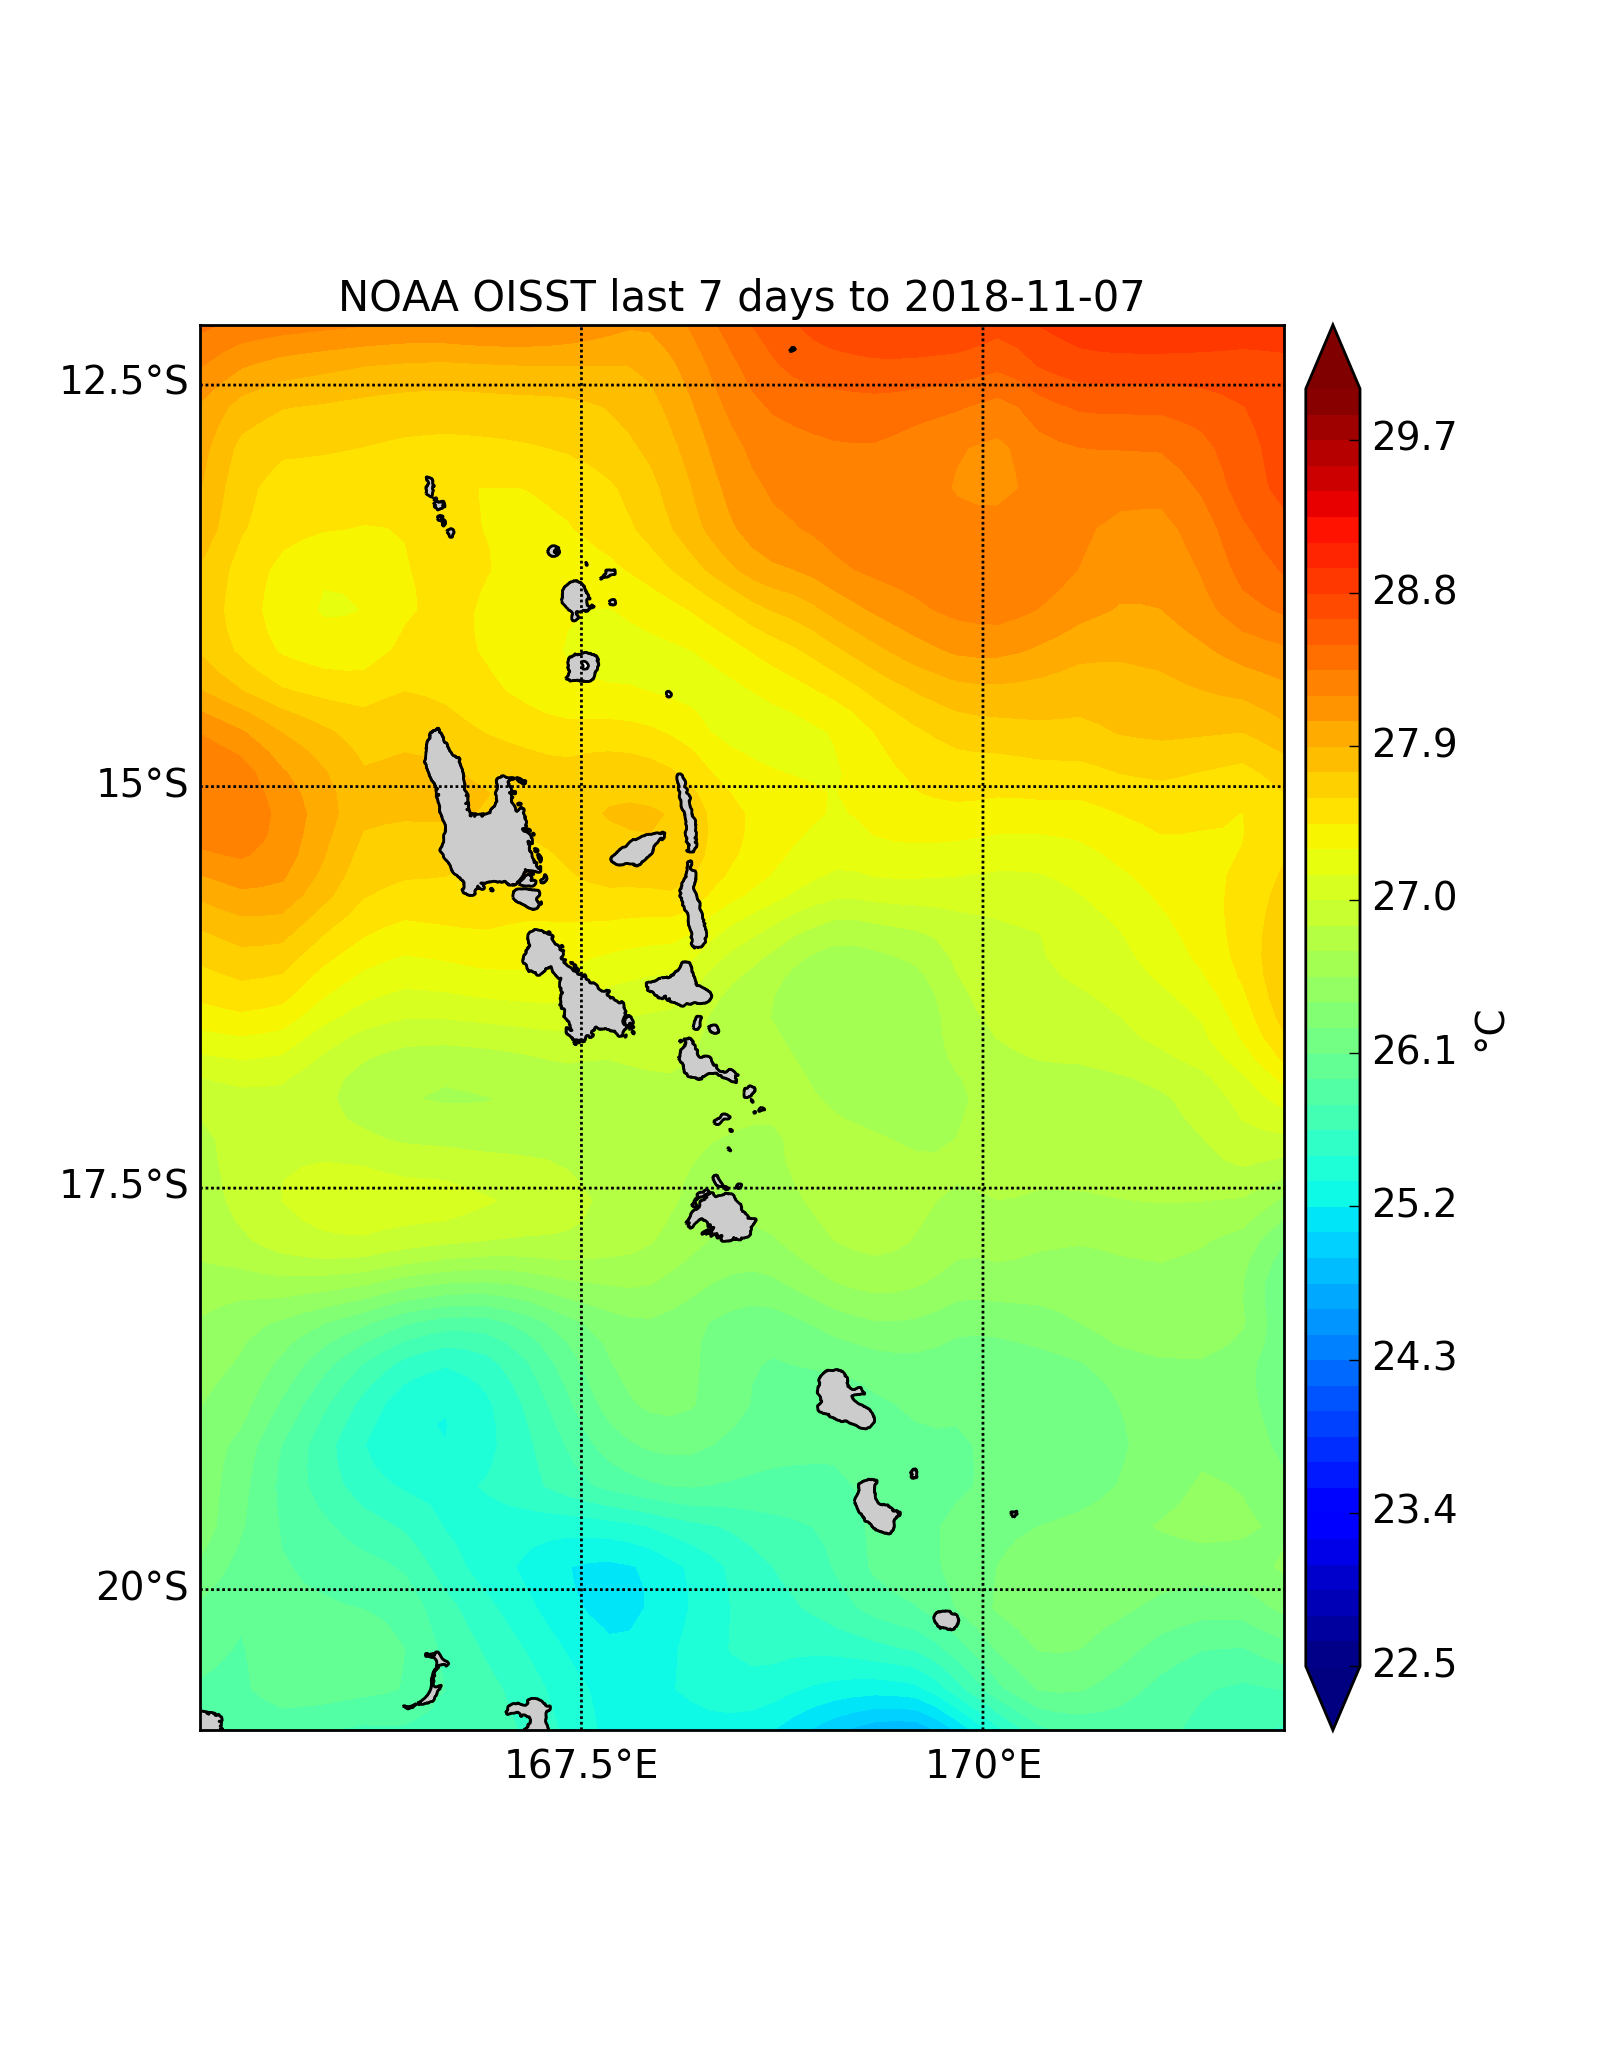 NOAA OISST last 7 days to 2018-11-07
12.5°S
15°S
17.5°S
20°S
167.5°E
170°E
29.7
28.8
27.9
27.0
26.1
25.2
24.3
23.4
22.5
°C